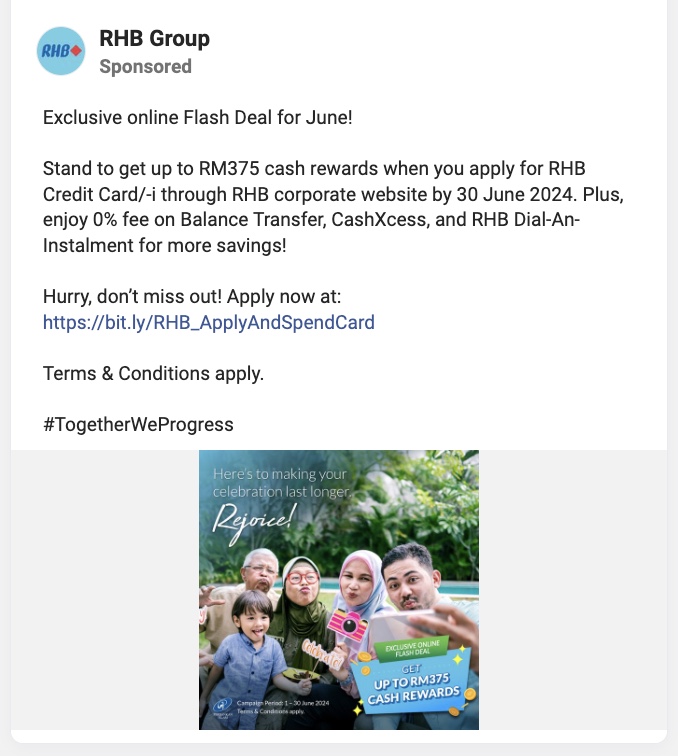 RHB
RHB Group
Sponsored
Exclusive online Flash Deal for June!
Stand to get up to RM375 cash rewards when you apply for RHB
Credit Card/-i through RHB corporate website by 30 June 2024. Plus,
enjoy 0% fee on Balance Transfer, CashXcess, and RHB Dial-An-
Instalment for more savings!
Hurry, don’t miss out! Apply now at:
https://bit.ly/RHB_ApplyAndSpendCard
Terms & Conditions apply.
#TogetherWeProgress
Here's to making your
celebration last longer.
Rejoice!
EXCLUSIVE ONLINE
FLASH DEAL
GET
UP TO RM375
CASH REWARDS
Campaign Period: 1 – 30 June 2024
Terms & Conditions apply.